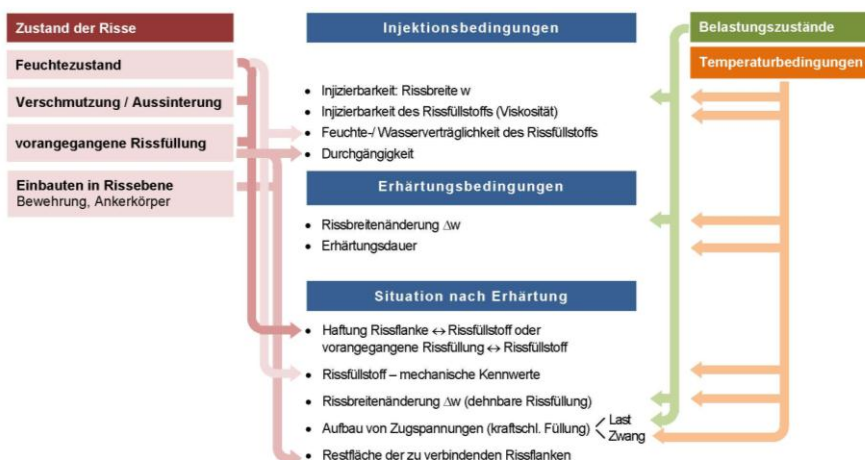 Zustand der Risse
Feuchtezustand
Verschmutzung / Aussinterung
vorangegangene Rissfüllung
Einbauten in Rissebene
Bewehrung, Ankerkörper
Injektionsbedingungen
• Injizierbarkeit: Rissbreite w
• Injizierbarkeit des Rissfüllstoffs (Viskosität)
• Feuchte-/ Wasserverträglichkeit des Rissfüllstoffs
• Durchgängigkeit
Erhärtungsbedingungen
• Rissbreitenänderung Δw
• Erhärtungsdauer
Situation nach Erhärtung
• Haftung Rissflanke ↔ Rissfüllstoff oder
vorangegangene Rissfüllung ↔ Rissfüllstoff
• Rissfüllstoff – mechanische Kennwerte
• Rissbreitenänderung Δw (dehnbare Rissfüllung)
• Aufbau von Zugspannungen (kraftschl. Füllung)
Last
Zwang
• Restfläche der zu verbindenden Rissflanken
Belastungszustände
Temperaturbedingungen